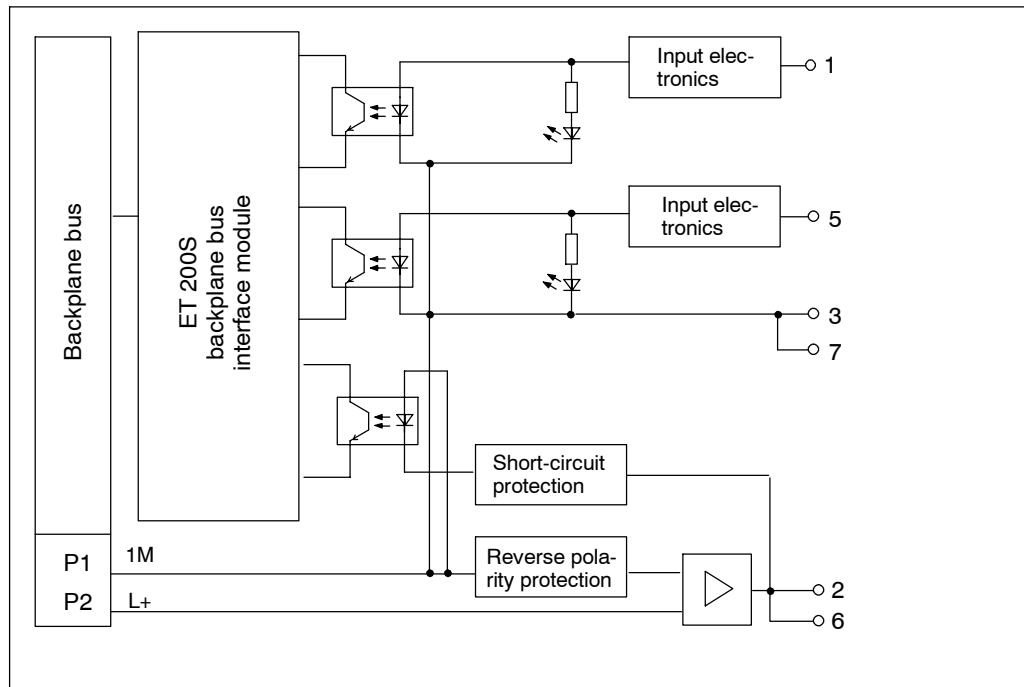 Input elec-
tronics
1
Input elec-
tronics
5
3
7
Backplane bus
ET 200S
backplane bus
interface module
Short-circuit
protection
P1
1M
Reverse pola-
rity protection
P2
L+
2
6